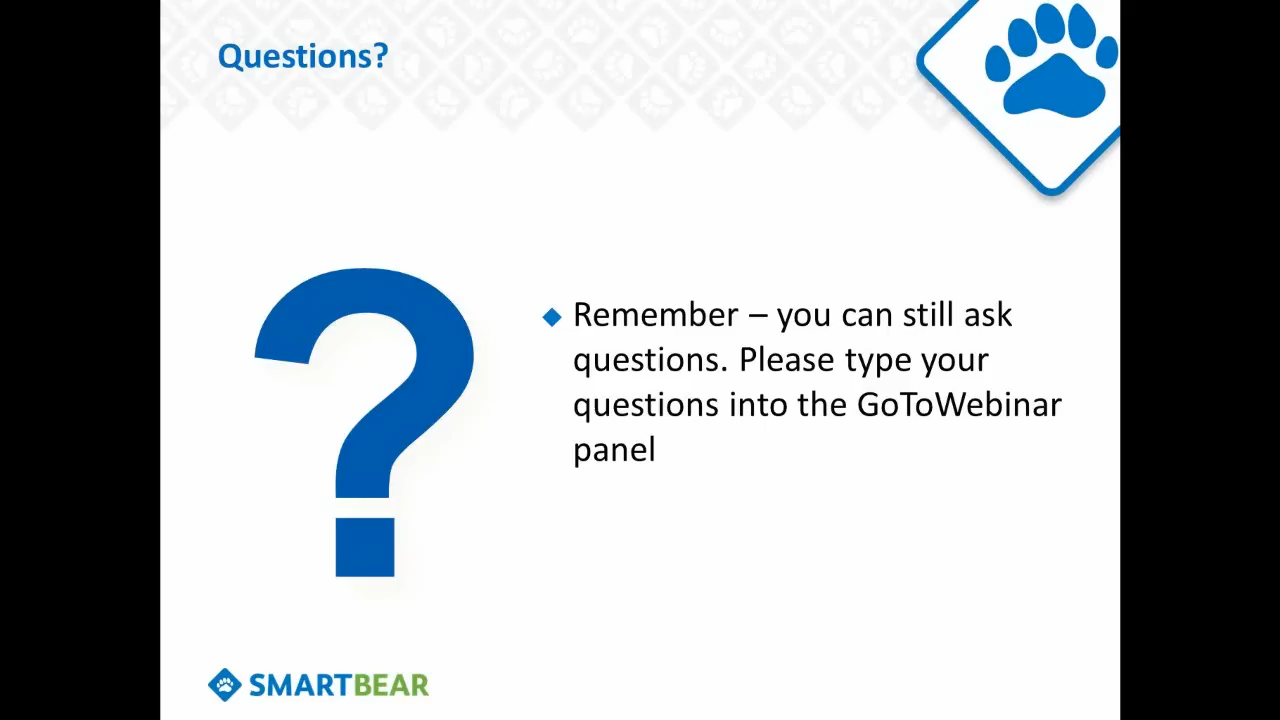 Questions?
Remember – you can still ask
questions. Please type your
questions into the GoToWebinar
panel
SMARTBEAR